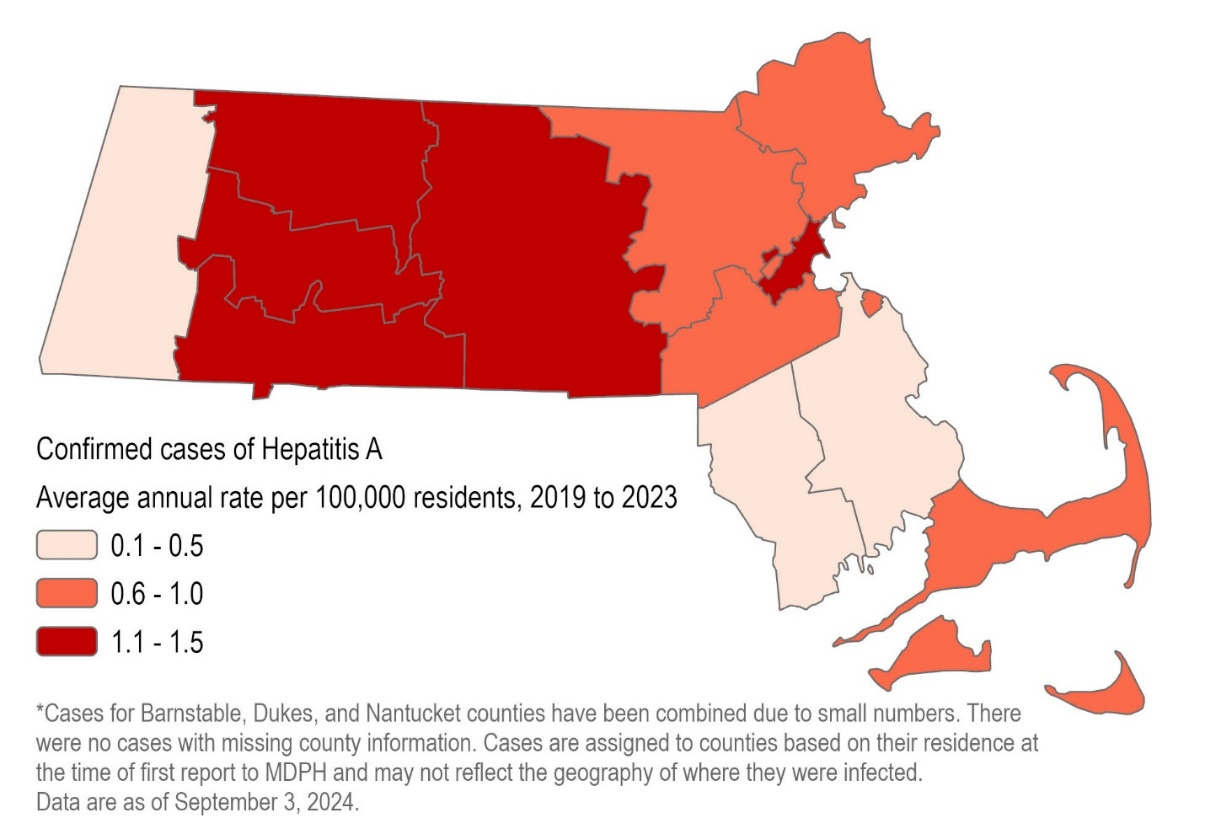 Confirmed cases of Hepatitis A
Average annual rate per 100,000 residents, 2019 to 2023
0.1 - 0.5
0.6 - 1.0
1.1 - 1.5
*Cases for Barnstable, Dukes, and Nantucket counties have been combined due to small numbers. There
were no cases with missing county information. Cases are assigned to counties based on their residence at
the time of first report to MDPH and may not reflect the geography of where they were infected.
Data are as of September 3, 2024.